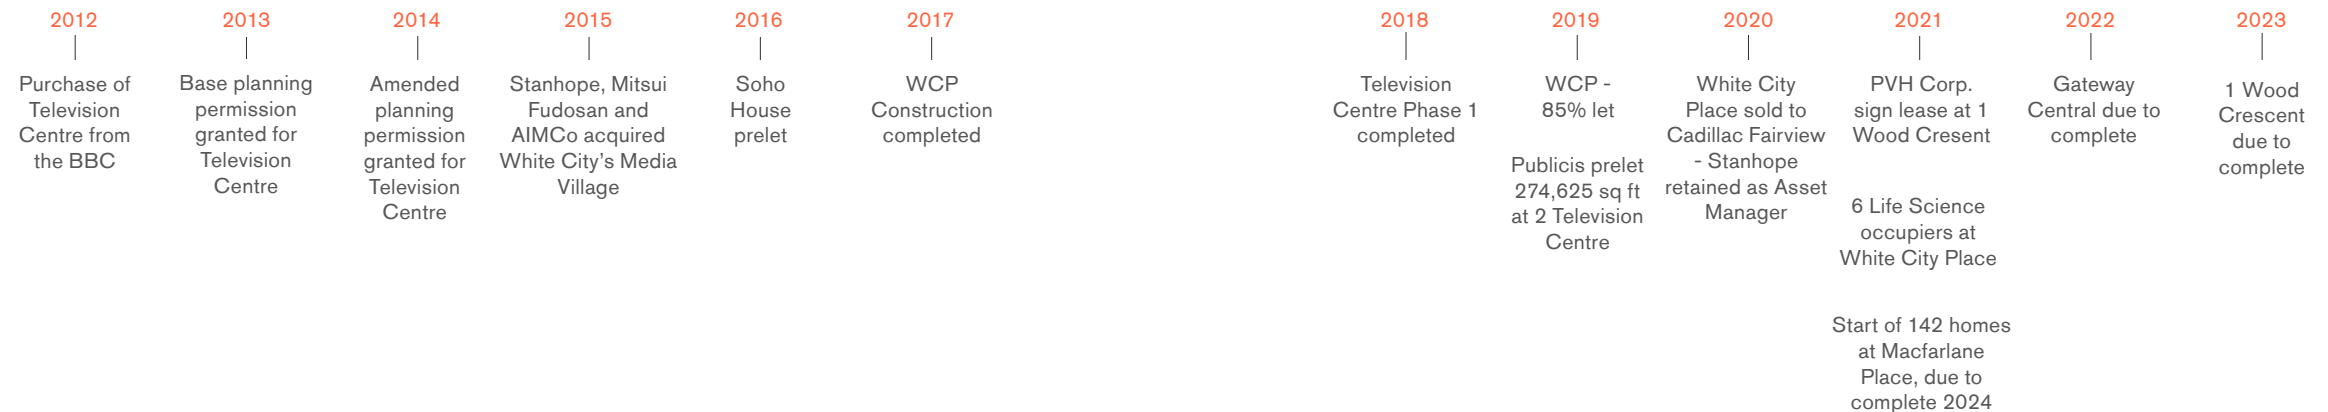 2012
Purchase of
Television
Centre from
the BBC
2013
Base planning
permission
granted for
Television
Centre
2014
Amended
planning
permission
granted for
Television
Centre
2015
Stanhope, Mitsui
Fudosan and
AIMCo acquired
White City’s Media
Village
2016
Soho
House
prelet
2017
WCP
Construction
completed
2018
Television
Centre Phase 1
completed
2019
WCP -
85% let
Publicis prelet
274,625 sq ft
at 2 Television
Centre
2020
White City
Place sold to
Cadillac Fairview
- Stanhope
retained as Asset
Manager
2021
PVH Corp.
sign lease at 1
Wood Cresent
6 Life Science
occupiers at
White City Place
Start of 142 homes
at Macfarlane
Place, due to
complete 2024
2022
Gateway
Central due to
complete
2023
1 Wood
Crescent
due to
complete